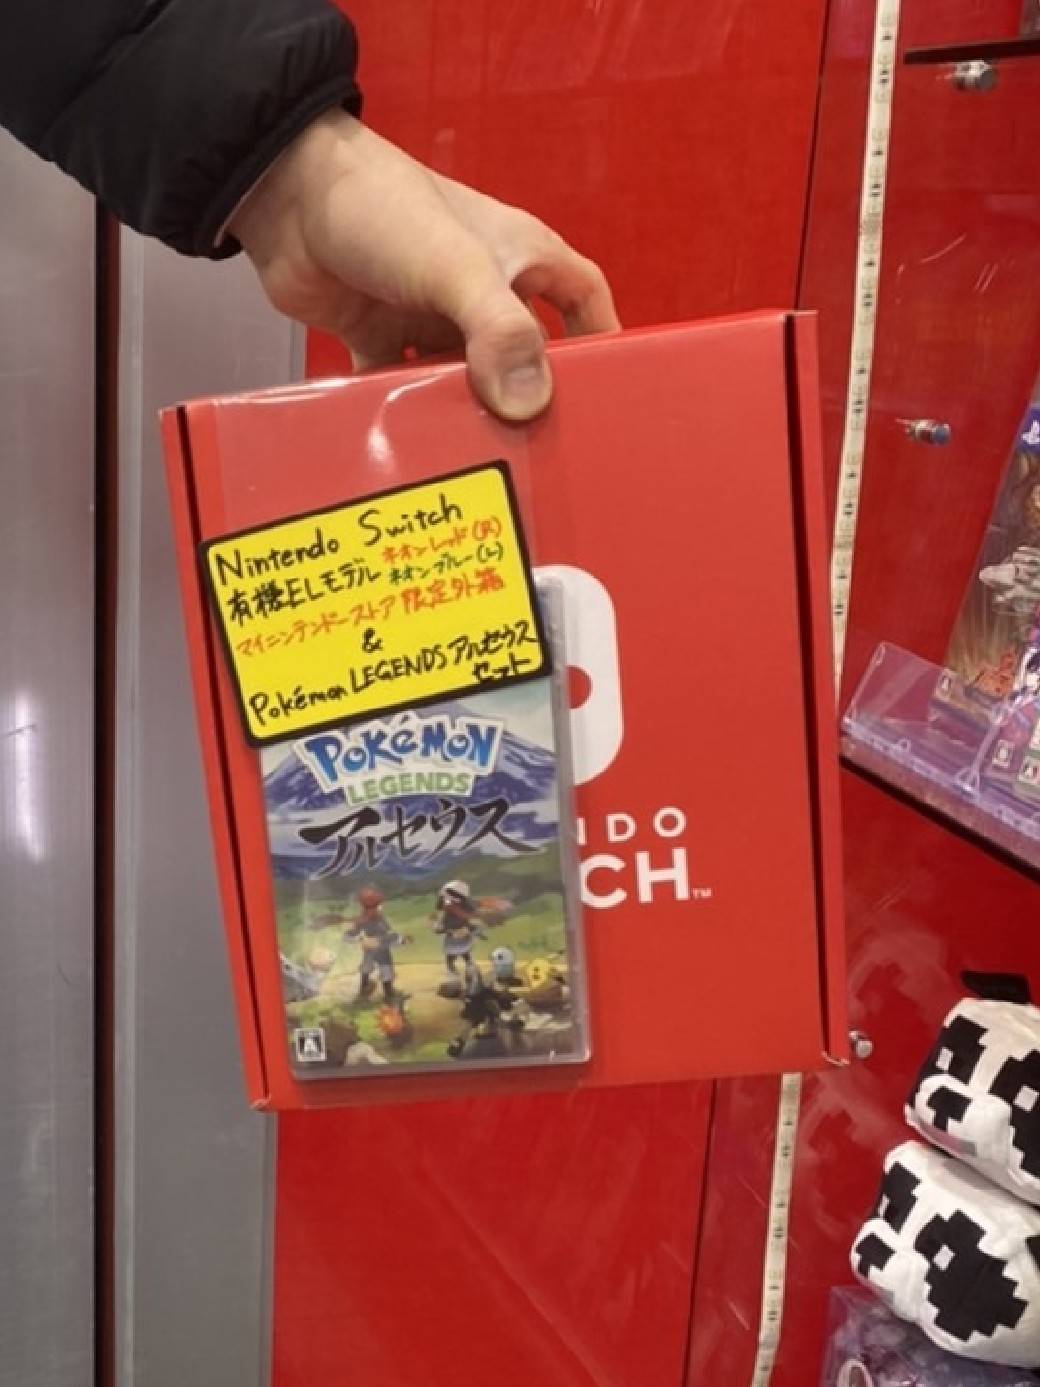 Nintendo Switch
有機ELモデル ネオンレッド(R)
ネオンブルー(L)
マイニンテンドーストア 限定外箱
&
Pokémon LEGENDS アルセウス
セット
POKéMON
LEGENDS
アルセウス
A
NDO
CH™